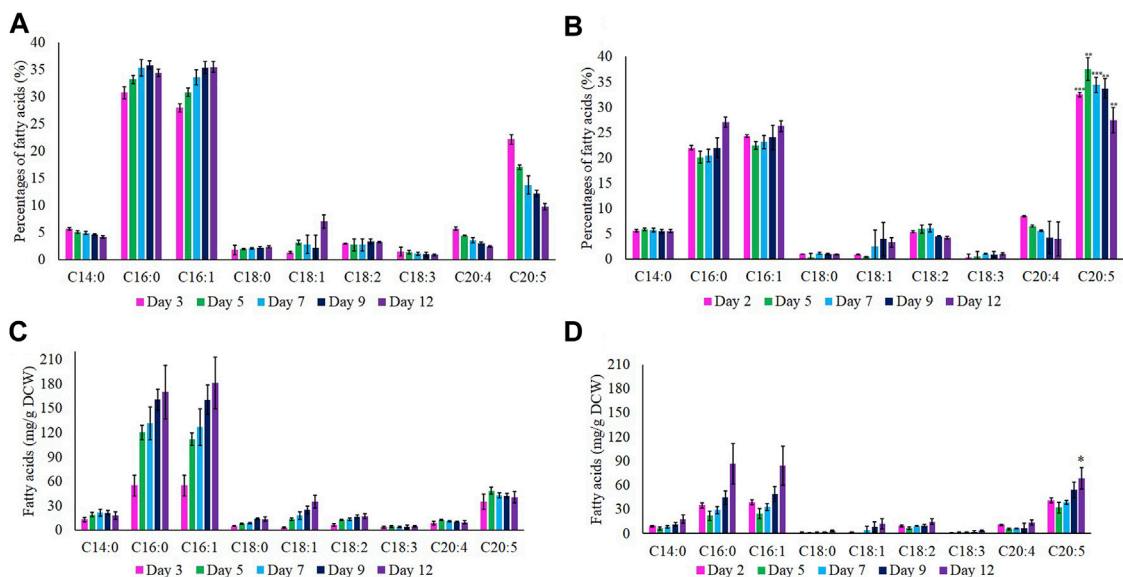 A
Percentages of fatty acids (%)
40
35
30
25
20
15
10
5
0
C14:0 C16:0 C16:1 C18:0 C18:1 C18:2 C18:3 C20:4 C20:5
Day 3 Day 5 Day 7 Day 9 Day 12
B
Percentages of fatty acids (%)
40
35
30
25
20
15
10
5
0
*** ** *** ** **
C14:0 C16:0 C16:1 C18:0 C18:1 C18:2 C18:3 C20:4 C20:5
Day 2 Day 5 Day 7 Day 9 Day 12
C
Fatty acids (mg/g DCW)
210
180
150
120
90
60
30
0
C14:0 C16:0 C16:1 C18:0 C18:1 C18:2 C18:3 C20:4 C20:5
Day 3 Day 5 Day 7 Day 9 Day 12
D
Fatty acids (mg/g DCW)
210
180
150
120
90
60
30
0
*
C14:0 C16:0 C16:1 C18:0 C18:1 C18:2 C18:3 C20:4 C20:5
Day 2 Day 5 Day 7 Day 9 Day 12